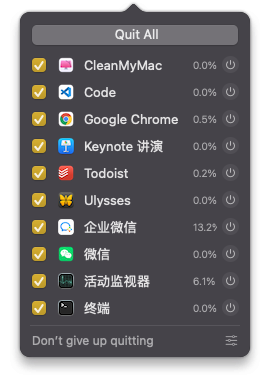 Quit All
CleanMyMac 0.0%
Code 0.0%
Google Chrome 0.5%
Keynote 讲演 0.0%
Todoist 0.2%
Ulysses 0.0%
企业微信 13.2%
微信 0.0%
活动监视器 6.1%
终端 0.0%
Don't give up quitting